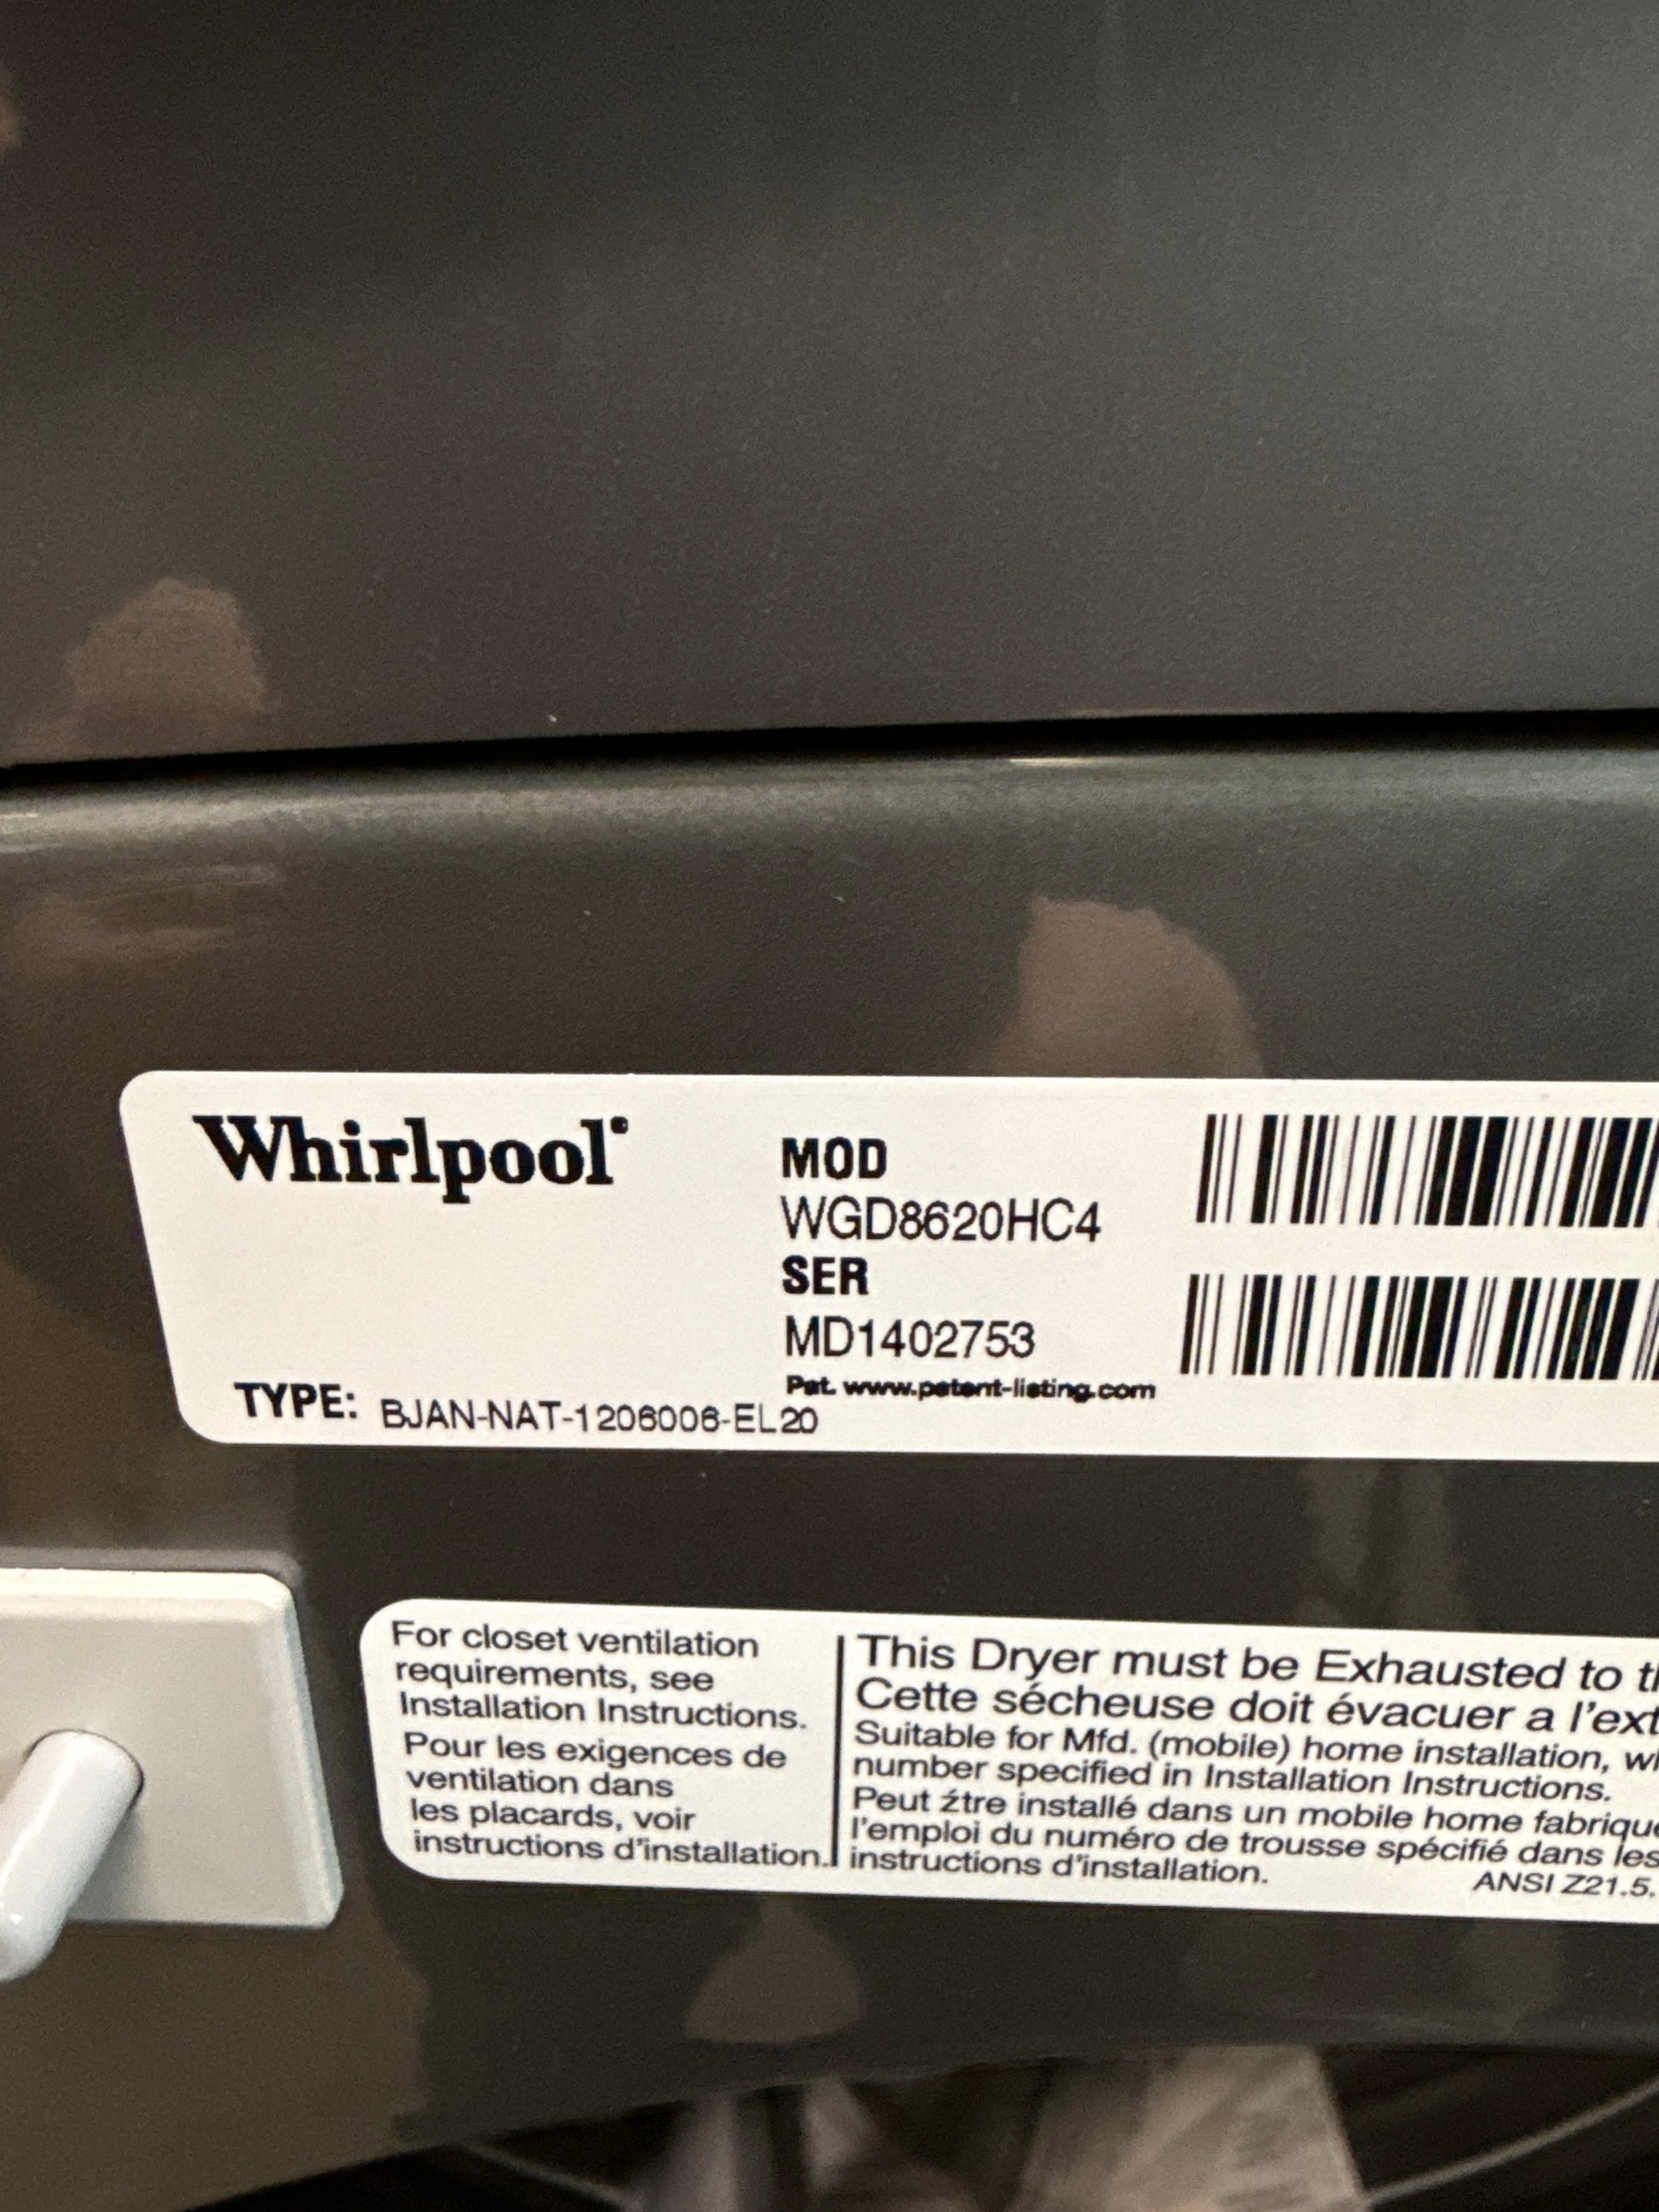 Whirlpool
MOD
WGD8620HC4
SER
MD1402753
Pat. www.patent-listing.com
TYPE: BJAN-NAT-1206006-EL20
For closet ventilation
requirements, see
Installation Instructions.
Pour les exigences de
ventilation dans
les placards, voir
instructions d'installation.
This Dryer must be Exhausted to
Cette sécheuse doit évacuer a
Suitable for Mfd. (mobile) home installation,
number specified in Installation Instructions.
Peut źtre installé dans un mobile home
l'emploi du numéro de trousse spécifié dans les
instructions d'installation.
ANSI Z21.5.